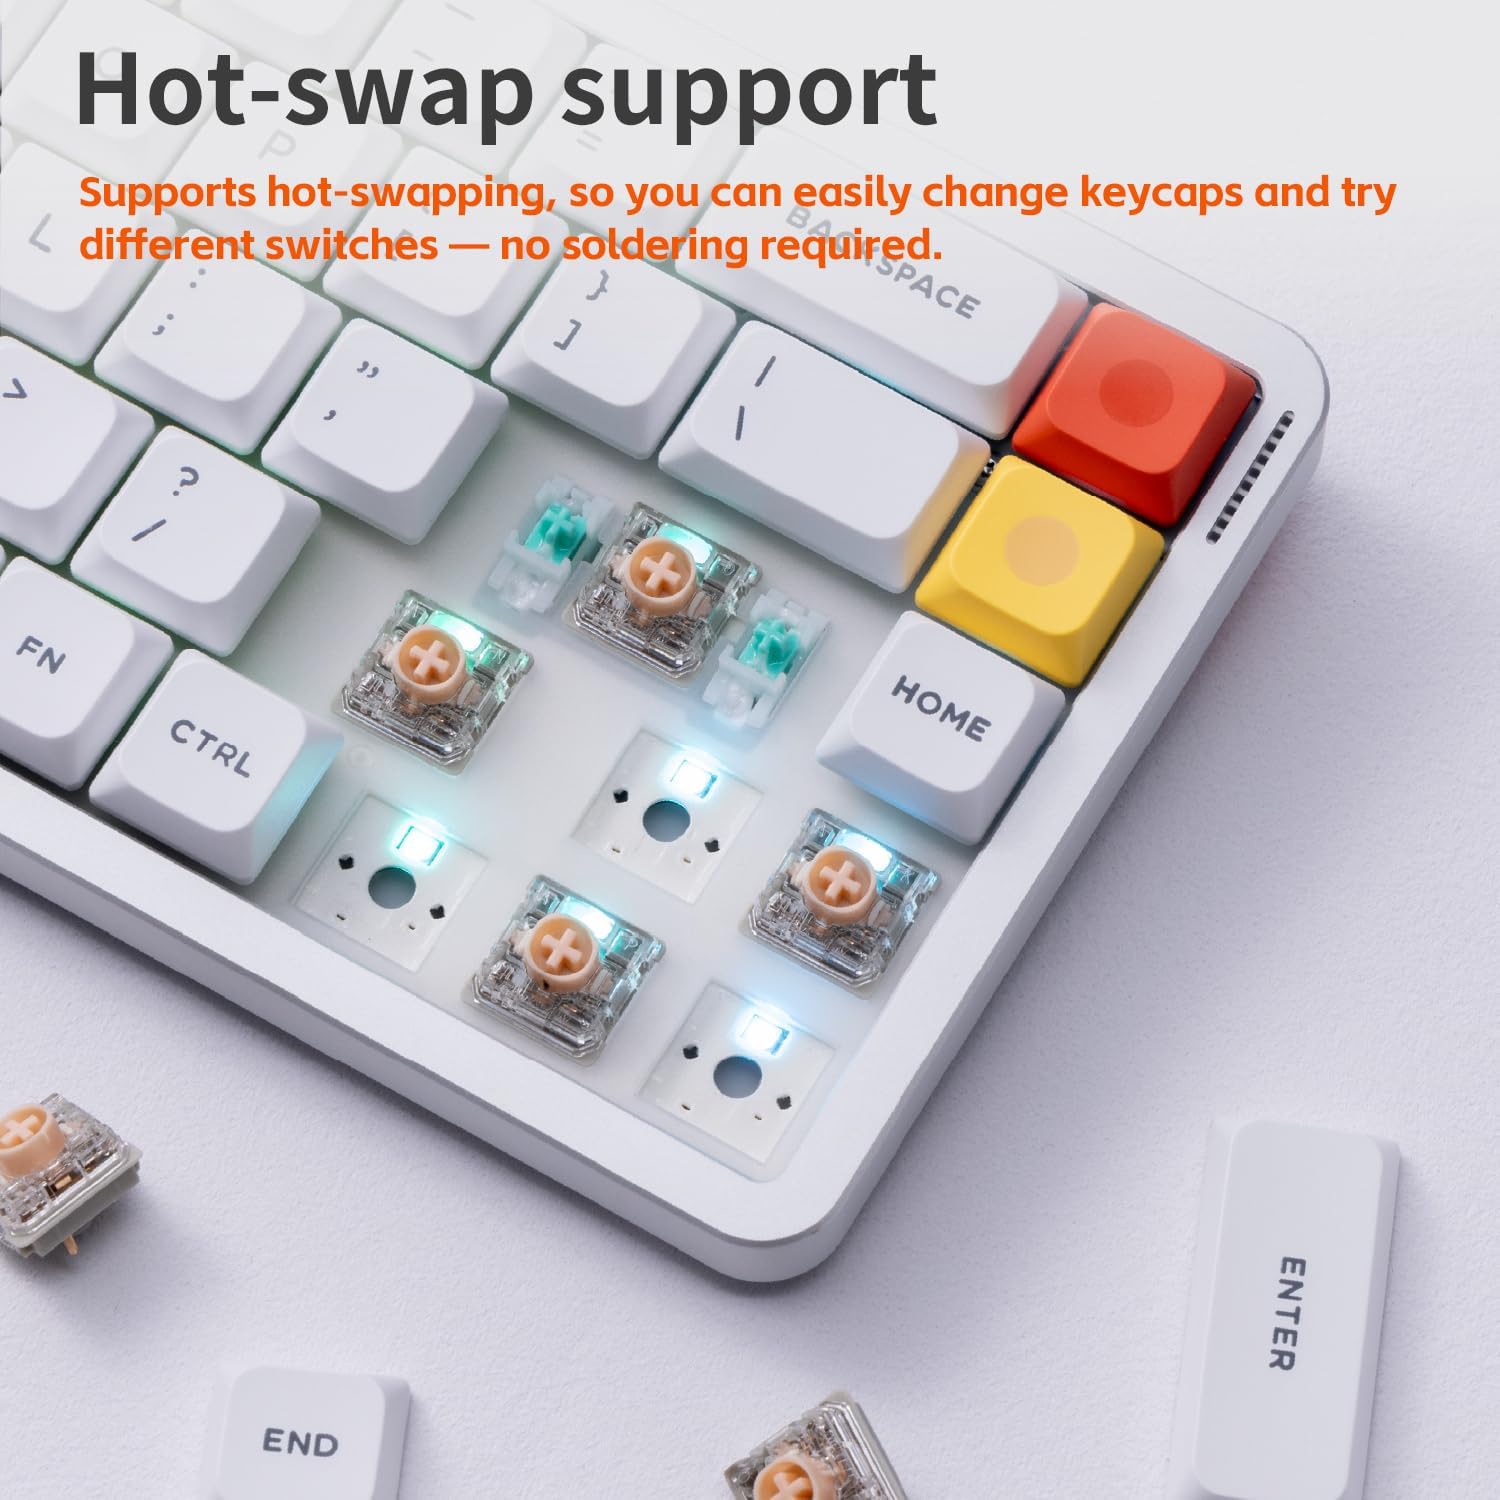 Hot-swap support
Supports hot-swapping, so you can easily change keycaps and try
different switches — no soldering required.
P
=
L
BACKSPACE
: ;
} ]
" '
| \
>
? /
FN
CTRL
HOME
ENTER
END